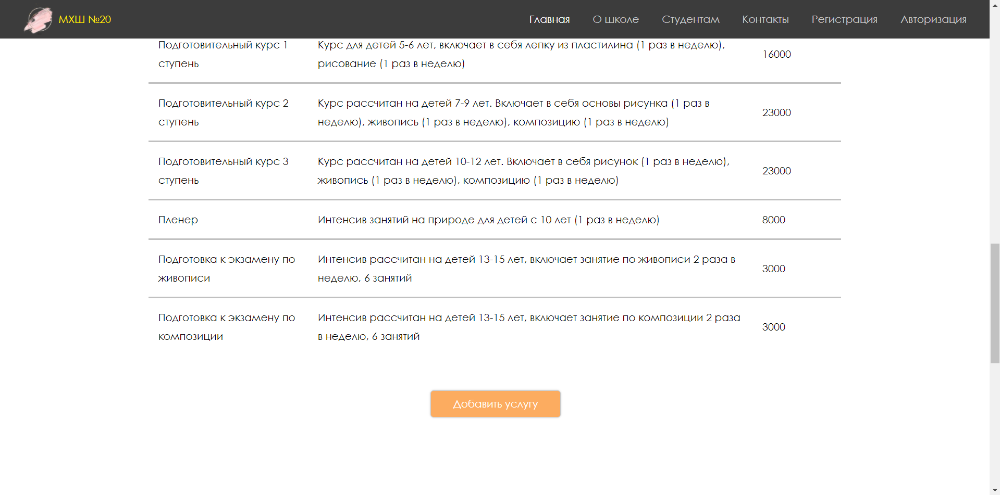 МХШ №20
Главная
О школе
Студентам
Контакты
Регистрация
Авторизация
Подготовительный курс 1
ступень
Курс для детей 5-6 лет, включает в себя лепку из пластилина (1 раз в неделю),
рисование (1 раз в неделю)
16000
Подготовительный курс 2
ступень
Курс рассчитан на детей 7-9 лет. Включает в себя основы рисунка (1 раз в
неделю), живопись (1 раз в неделю), композицию (1 раз в неделю)
23000
Подготовительный курс 3
ступень
Курс рассчитан на детей 10-12 лет. Включает в себя рисунок (1 раз в неделю),
живопись (1 раз в неделю), композицию (1 раз в неделю)
23000
Пленер
Интенсив занятий на природе для детей с 10 лет (1 раз в неделю)
8000
Подготовка к экзамену по
живописи
Интенсив рассчитан на детей 13-15 лет, включает занятие по живописи 2 раза в
неделю, 6 занятий
3000
Подготовка к экзамену по
композиции
Интенсив рассчитан на детей 13-15 лет, включает занятие по композиции 2 раза
в неделю, 6 занятий
3000
Добавить услугу